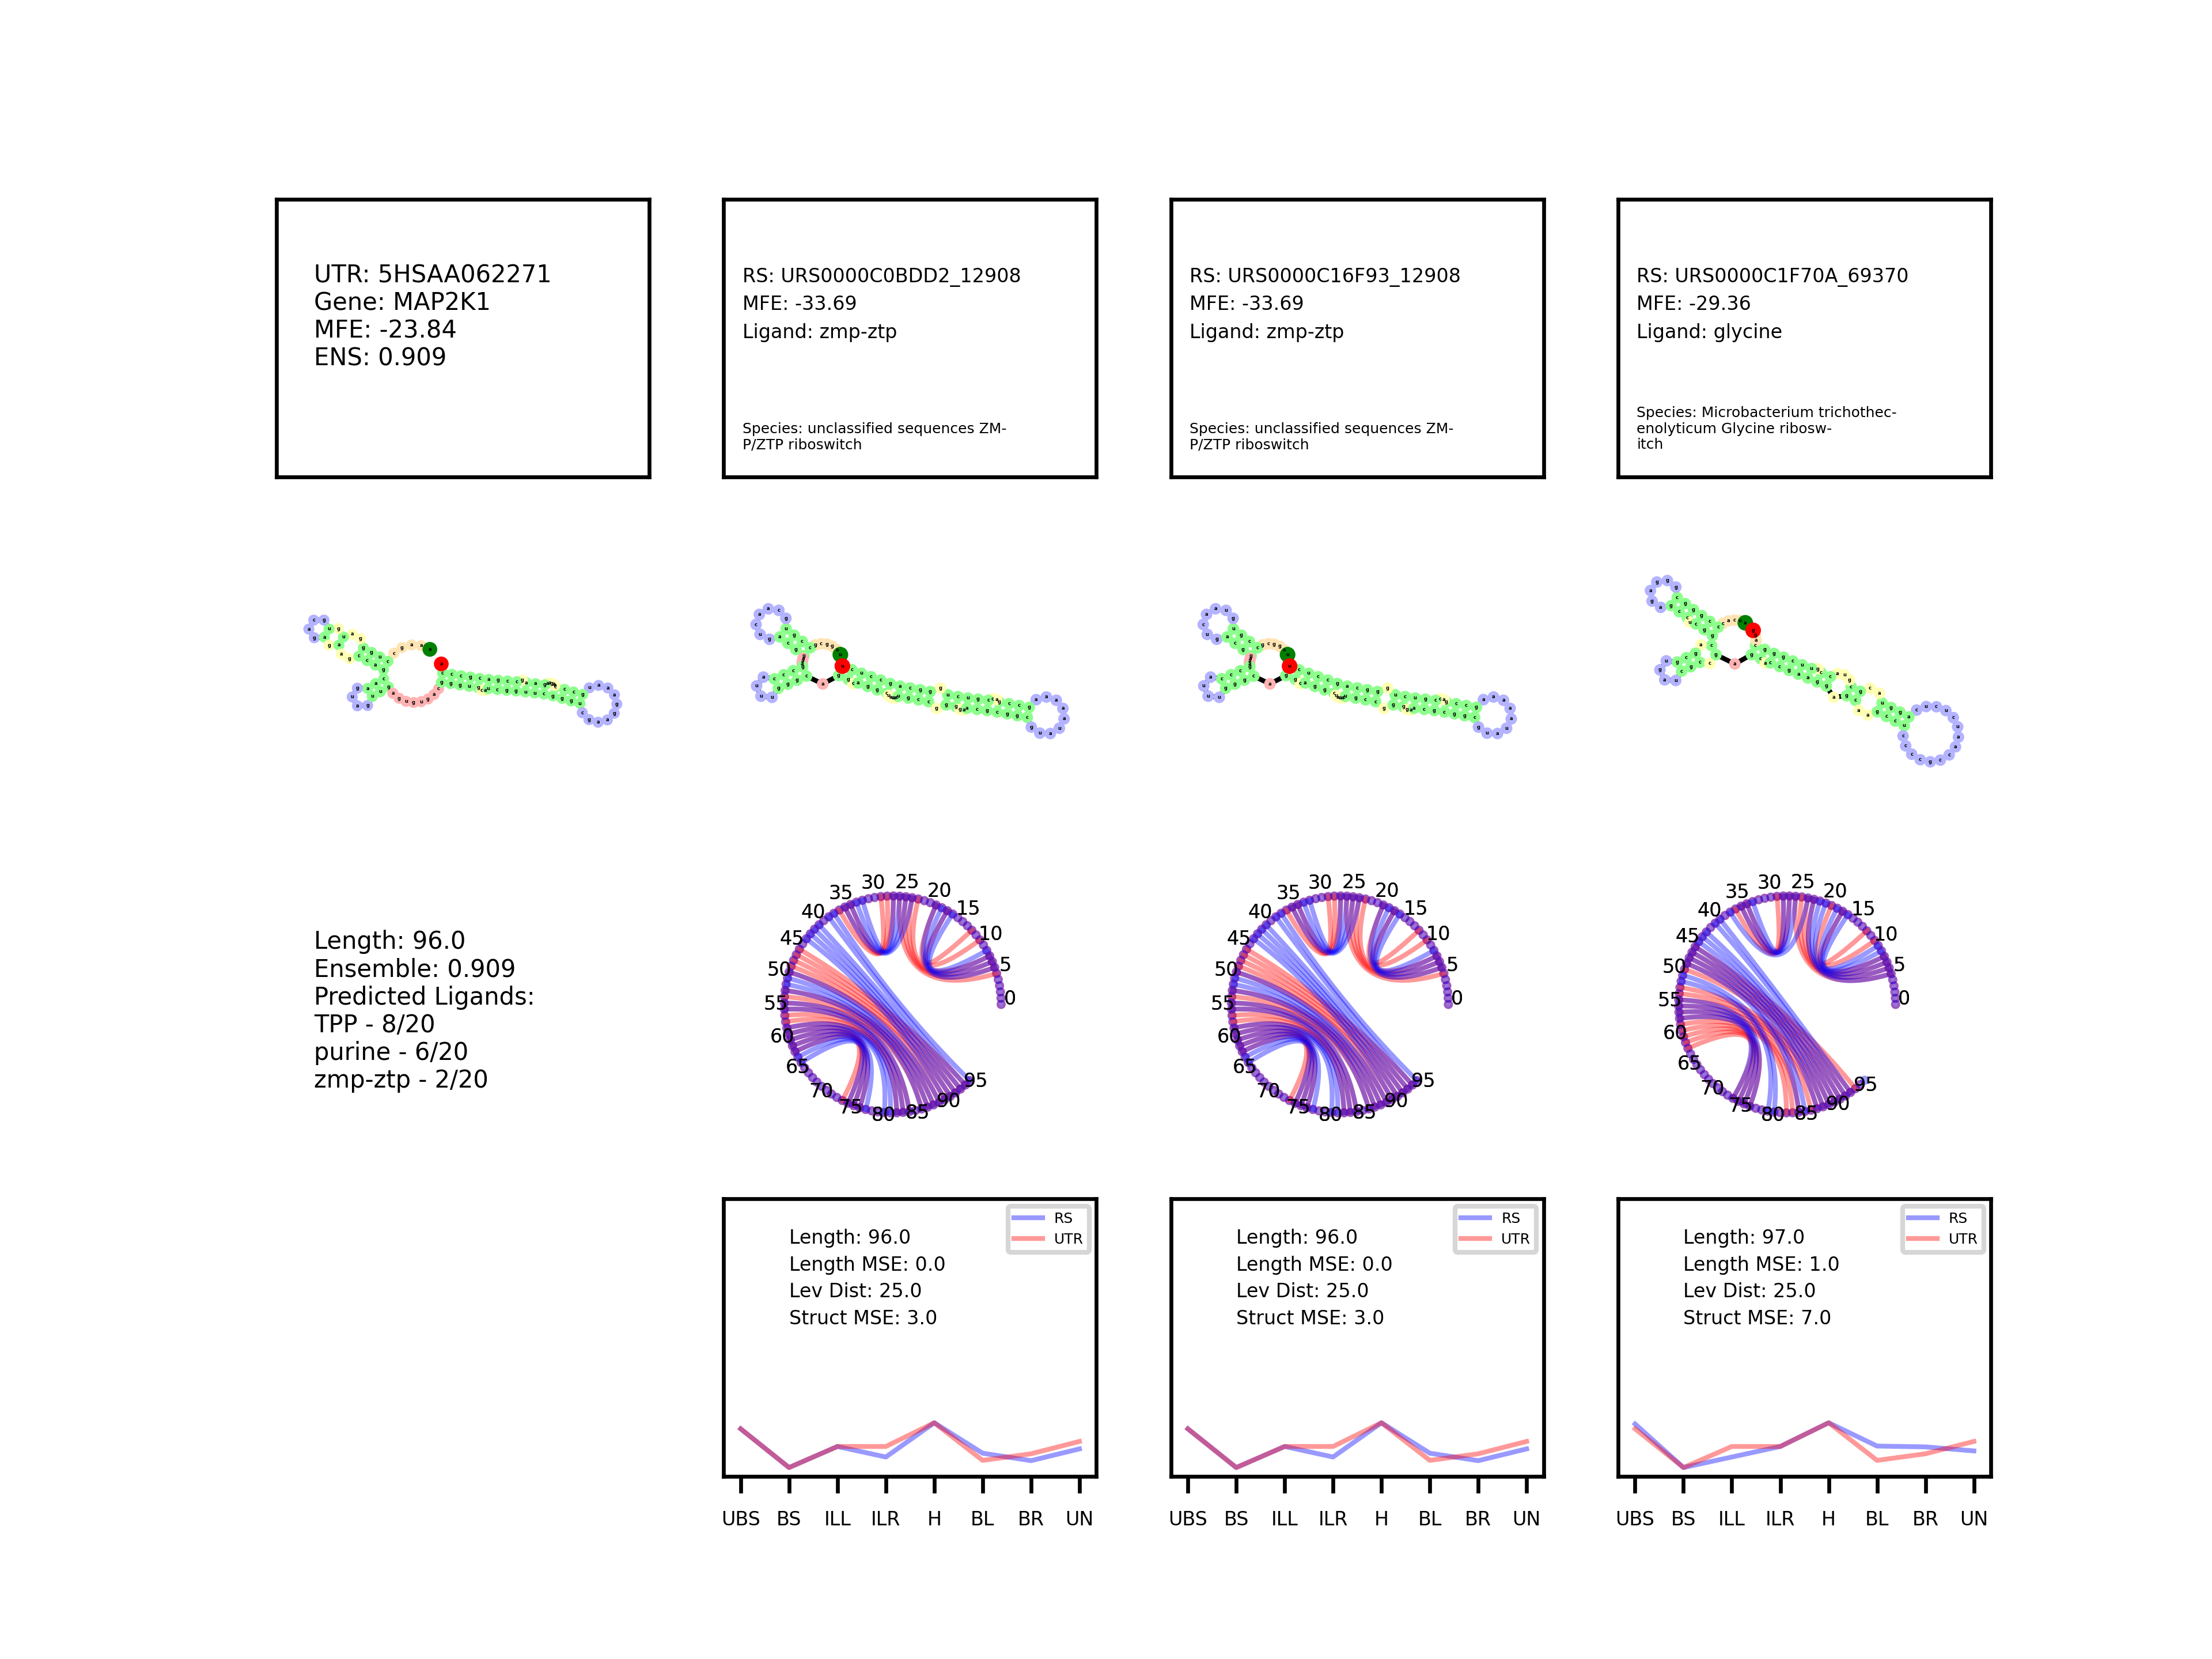 UTR: 5HSAA062271
Gene: MAP2K1
MFE: -23.84
ENS: 0.909
RS: URS0000C0BDD2_12908
MFE: -33.69
Ligand: zmp-ztp
Species: unclassified sequences ZM-
P/ZTP riboswitch
RS: URS0000C16F93_12908
MFE: -33.69
Ligand: zmp-ztp
Species: unclassified sequences ZM-
P/ZTP riboswitch
RS: URS0000C1F70A_69370
MFE: -29.36
Ligand: glycine
Species: Microbacterium trichothec-
enolyticum Glycine ribosw-
itch
Length: 96.0
Ensemble: 0.909
Predicted Ligands:
TPP - 8/20
purine - 6/20
zmp-ztp - 2/20
0
5
10
15
20
25
30
35
40
45
50
55
60
65
70
75
80
85
90
95
0
5
10
15
20
25
30
35
40
45
50
55
60
65
70
75
80
85
90
95
0
5
10
15
20
25
30
35
40
45
50
55
60
65
70
75
80
85
90
95
RS
UTR
Length: 96.0
Length MSE: 0.0
Lev Dist: 25.0
Struct MSE: 3.0
UBS BS ILL ILR H BL BR UN
RS
UTR
Length: 96.0
Length MSE: 0.0
Lev Dist: 25.0
Struct MSE: 3.0
UBS BS ILL ILR H BL BR UN
RS
UTR
Length: 97.0
Length MSE: 1.0
Lev Dist: 25.0
Struct MSE: 7.0
UBS BS ILL ILR H BL BR UN